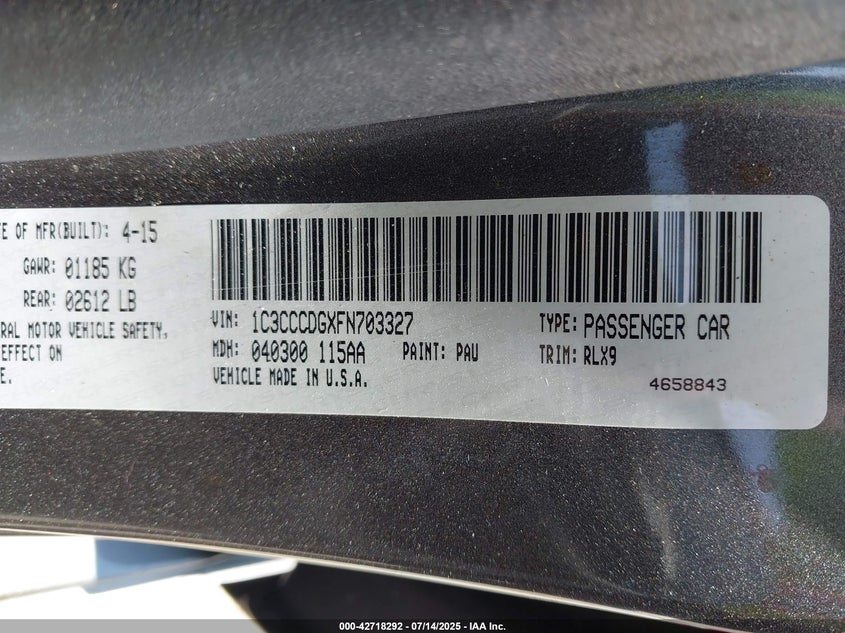 TE OF MFR(BUILT): 4-15
GAWR: 01185 KG
REAR: 02612 LB
RAL MOTOR VEHICLE SAFETY,
EFFECT ON
E.
VIN: 1C3CCCDGXFN703327 TYPE: PASSENGER CAR
MDH: 040300 115AA PAINT: PAU TRIM: RLX9
VEHICLE MADE IN U.S.A.
4658843
000-42718292 - 07/14/2025 - IAA Inc.